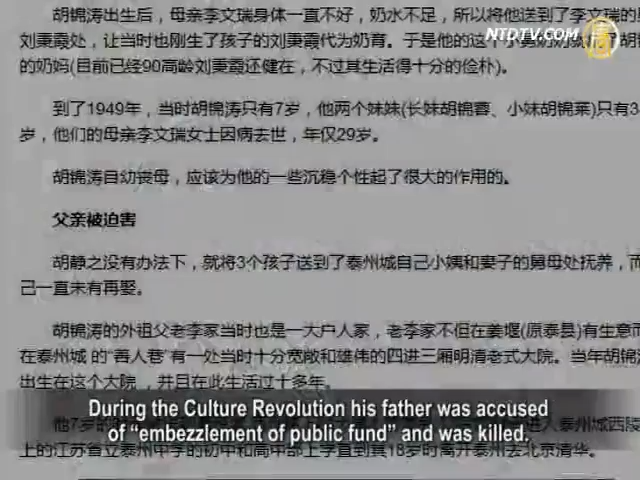 胡锦涛出生后，母亲李文瑞身体一直不好，奶水不足，所以将他送到了李文瑞的
NTDTV.COM
刘秉霞处，让当时也刚生了孩子的刘秉霞代为奶育。于是他的这个小
的奶妈(目前已经90高龄刘秉霞还健在，不过其生活得十分的俭朴)。
到了1949年，当时胡锦涛只有7岁，他两个妹妹(长妹胡锦蓉、小妹胡锦莱)只有3
岁，他们的母亲李文瑞女士因病去世，年仅29岁。
胡锦涛自幼丧母，应该为他的一些沉稳个性起了很大的作用的。
父亲被迫害
胡静之没有办法下，就将3个孩子送到了泰州城自己小姨和妻子的舅母处抚养，而
己一直未有再娶。
胡锦涛的外祖父老李家当时也是一大户人家，老李家不但在姜堰(原泰县)有生意而
在泰州城的“善人巷”有一处当时十分宽敞和雄伟的四进三厢明清老式大院。当年胡锦
出生在这个大院，并且在此生活过十多年。
During the Culture Revolution his father was accused
of “embezzlement of public fund” and was killed.
他7岁的
进入泰州城西陵
上的江苏省立泰州中学的初中和高中部上学直到其18岁时离开泰州去北京清华。